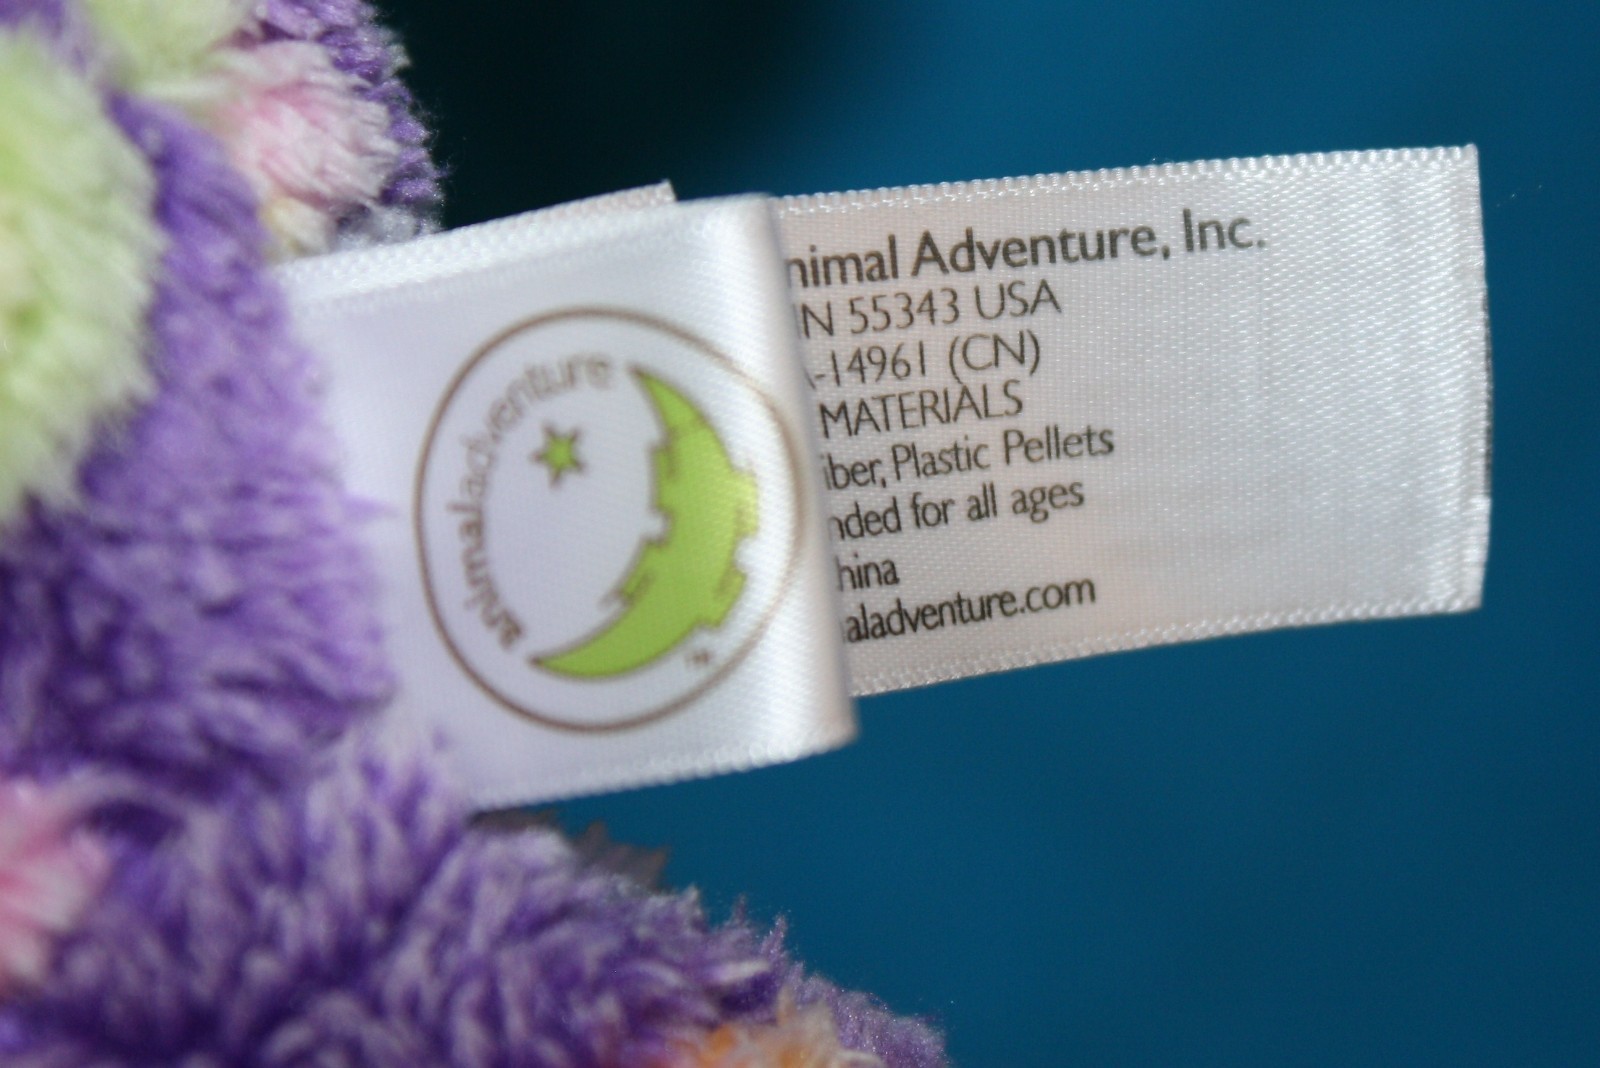 animaladventure
TM
nimal Adventure, Inc.
N 55343 USA
-14961 (CN)
MATERIALS
iber, Plastic Pellets
nded for all ages
hina
aladventure.com